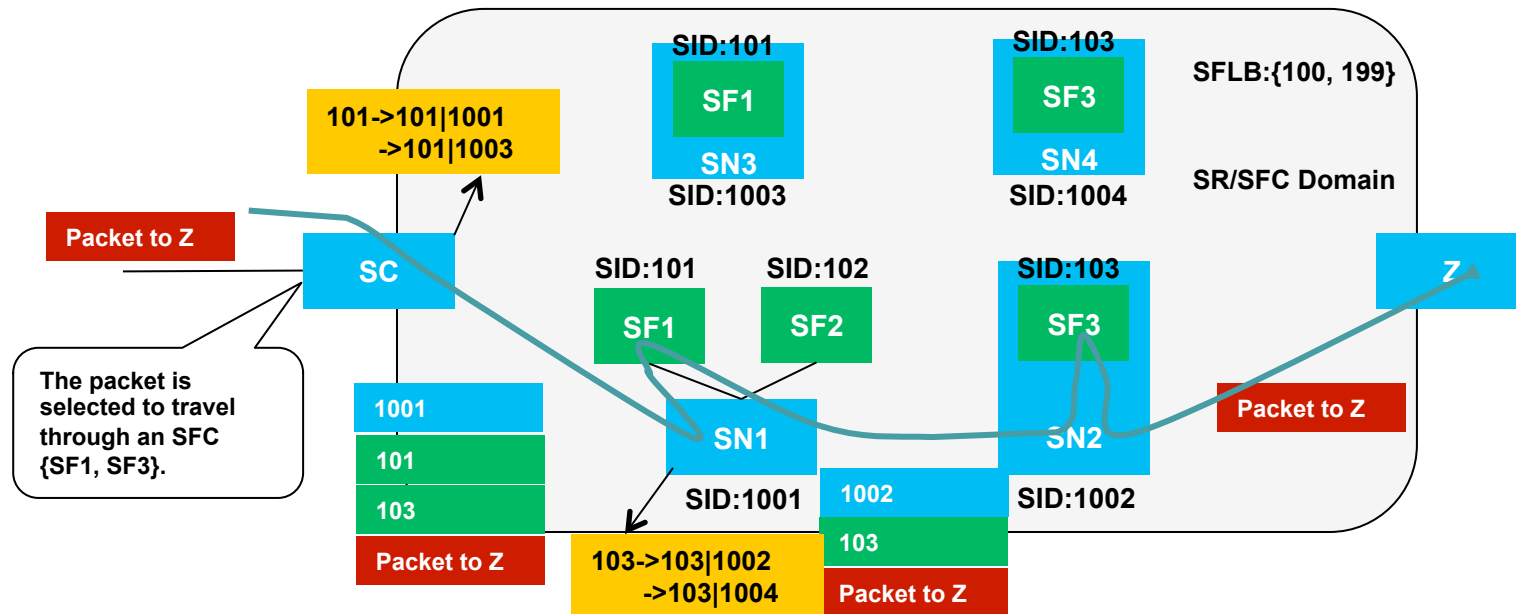 SID:101
SID:103
SFLB:{100, 199}
SF1
SF3
101->101|1001
->101|1003
SN3
SN4
SID:1003
SID:1004
SR/SFC Domain
Packet to Z
SC
SID:101
SID:102
SID:103
Z
SF1
SF2
SF3
The packet is
selected to travel
through an SFC
{SF1, SF3}.
1001
101
103
Packet to Z
SN1
SN2
Packet to Z
SID:1001
SID:1002
1002
103
Packet to Z
103->103|1002
->103|1004